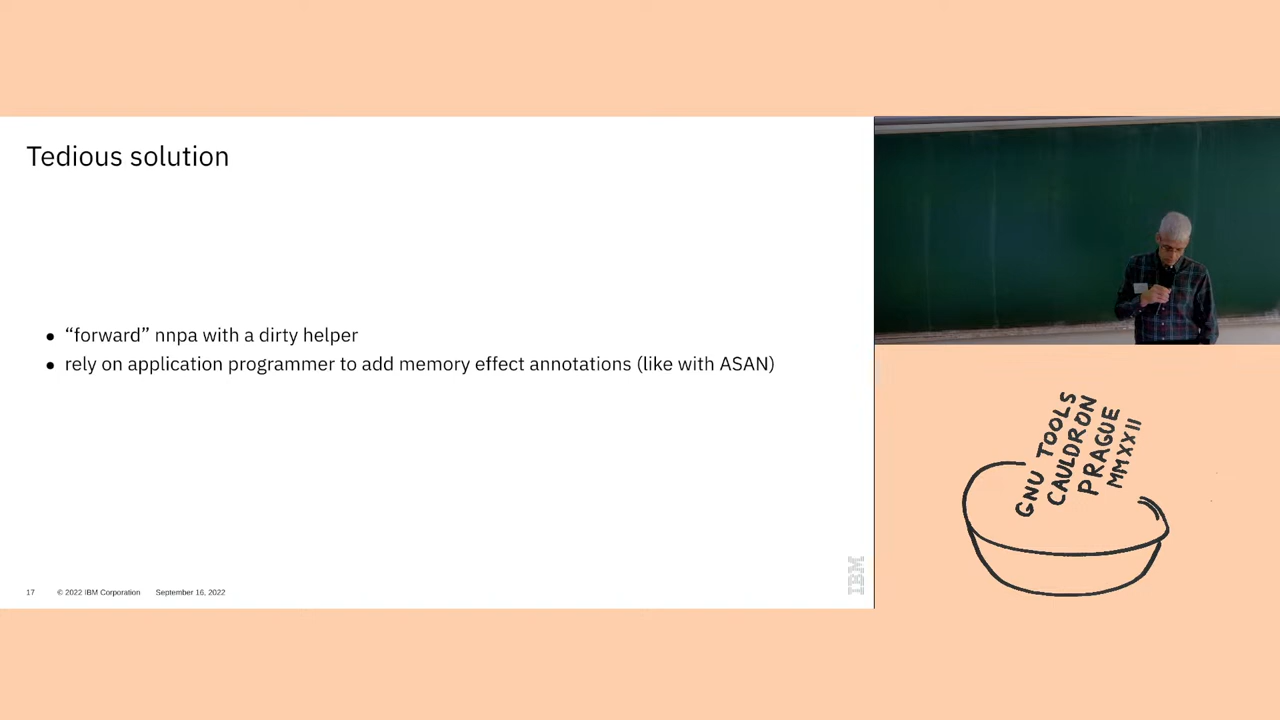 Tedious solution
● “forward” nnpa with a dirty helper
● rely on application programmer to add memory effect annotations (like with ASAN)
17 © 2022 IBM Corporation September 16, 2022
IBM
GNU TOOLS
CAULDRON
PRAGUE
MMXXII